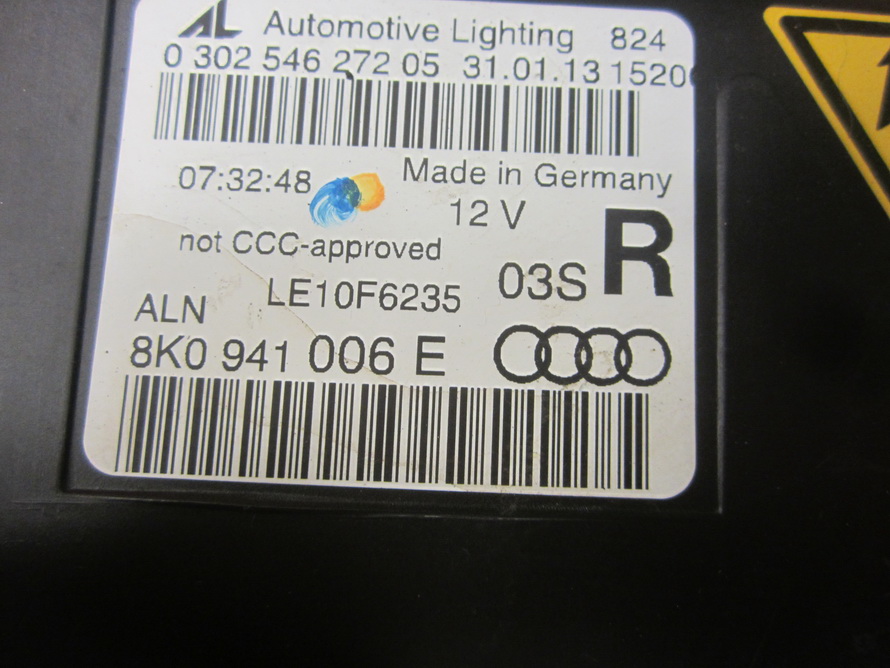 AL Automotive Lighting 824
0 302 546 272 05 31.01.13 1520
07:32:48 Made in Germany
12 V
not CCC-approved
R
LE10F6235 03S
ALN
8K0 941 006 E